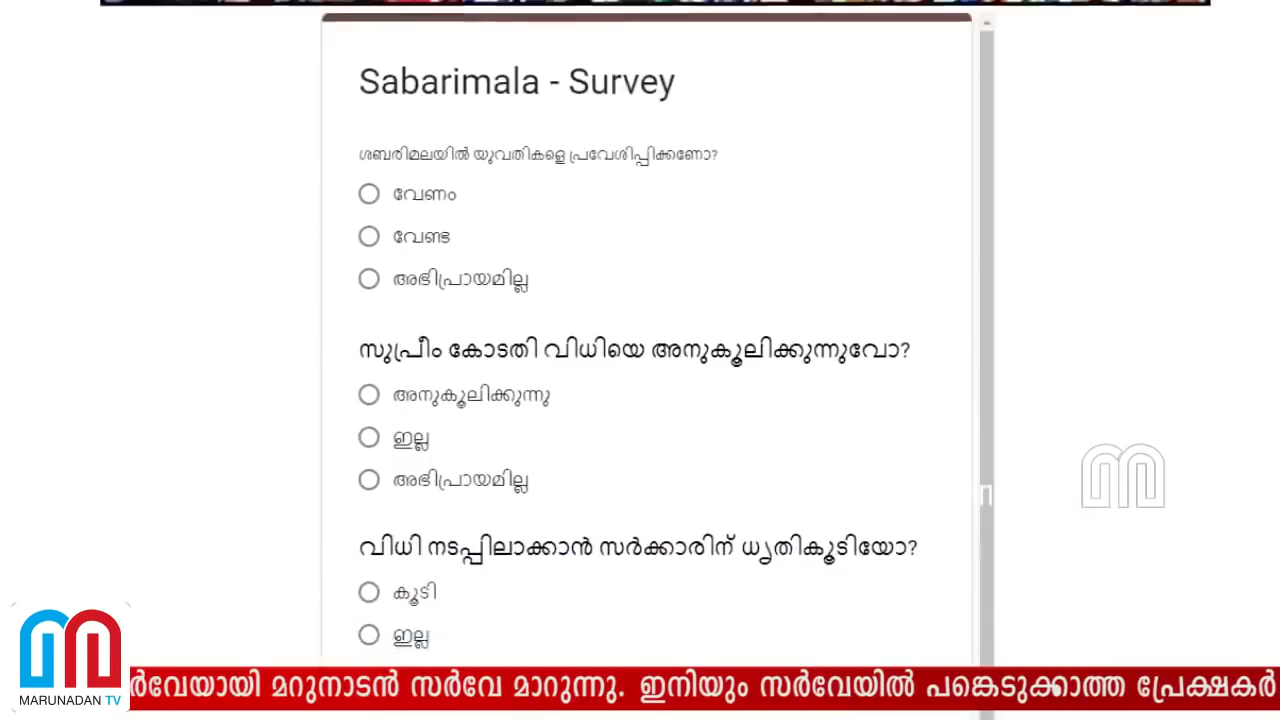 Sabarimala - Survey
ശബരിമലയിൽ യുവതികളെ പ്രവേശിപ്പിക്കണോ?
വേണം
വേണ്ട
അഭിപ്രായമില്ല
സുപ്രീം കോടതി വിധിയെ അനുകൂലിക്കുന്നുവോ?
അനുകൂലിക്കുന്നു
ഇല്ല
അഭിപ്രായമില്ല
വിധി നടപ്പിലാക്കാൻ സർക്കാരിന് ധൃതികൂടിയോ?
കൂടി
ഇല്ല
ർവേയായി മറുനാടൻ സർവേ മാറുന്നു. ഇനിയും സർവേയിൽ പങ്കെടുക്കാത്ത പ്രേക്ഷകർ
MARUNADAN TV